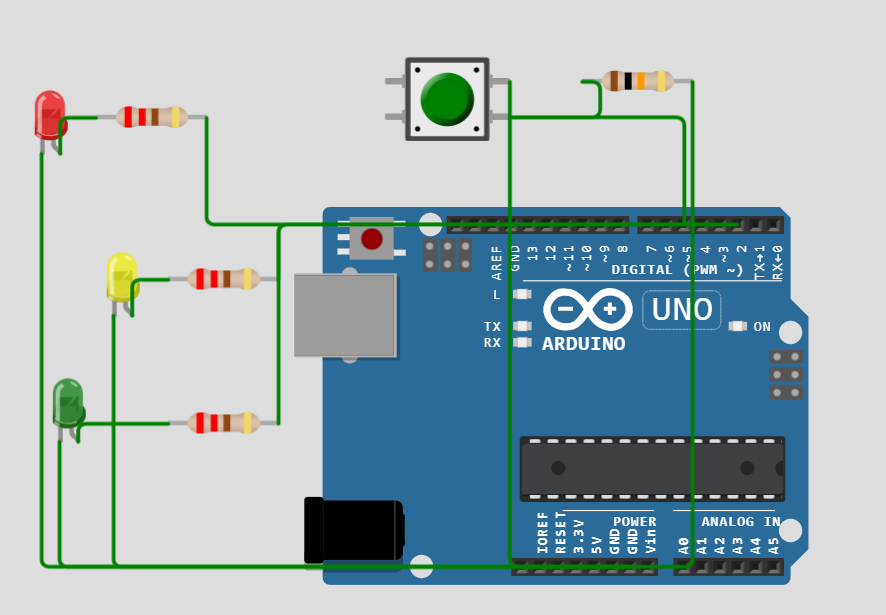 AREF
GND
13
12
~11
~10
~9
8
7
~6
~5
4
~3
2
TX→1
RX←0
DIGITAL (PWM ~)
L
TX
RX
UNO
ON
ARDUINO
POWER
ANALOG IN
IOREF
RESET
3.3V
5V
GND
GND
Vin
A0
A1
A2
A3
A4
A5